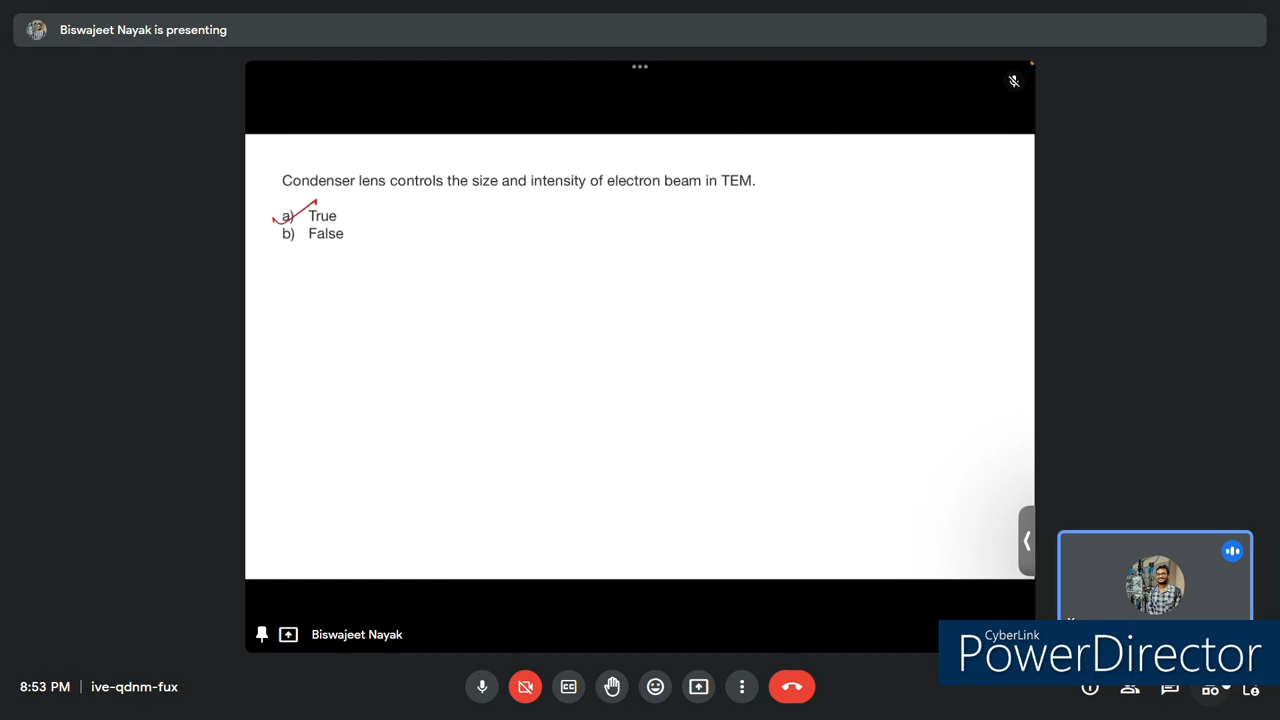 Biswajeet Nayak is presenting
Condenser lens controls the size and intensity of electron beam in TEM.
a) True
b) False
Biswajeet Nayak
CyberLink
PowerDirector
8:53 PM | ive-qdnm-fux